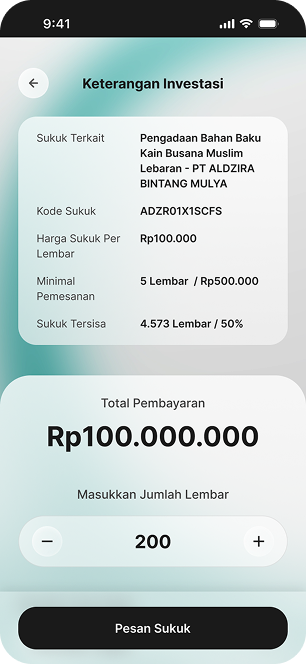 9:41
Keterangan Investasi
Sukuk Terkait
Pengadaan Bahan Baku
Kain Busana Muslim
Lebaran - PT ALDZIRA
BINTANG MULYA
Kode Sukuk
ADZR01X1SCFS
Harga Sukuk Per
Lembar
Rp100.000
Minimal
Pemesanan
5 Lembar / Rp500.000
Sukuk Tersisa
4.573 Lembar / 50%
Total Pembayaran
Rp100.000.000
Masukkan Jumlah Lembar
− 200 +
Pesan Sukuk